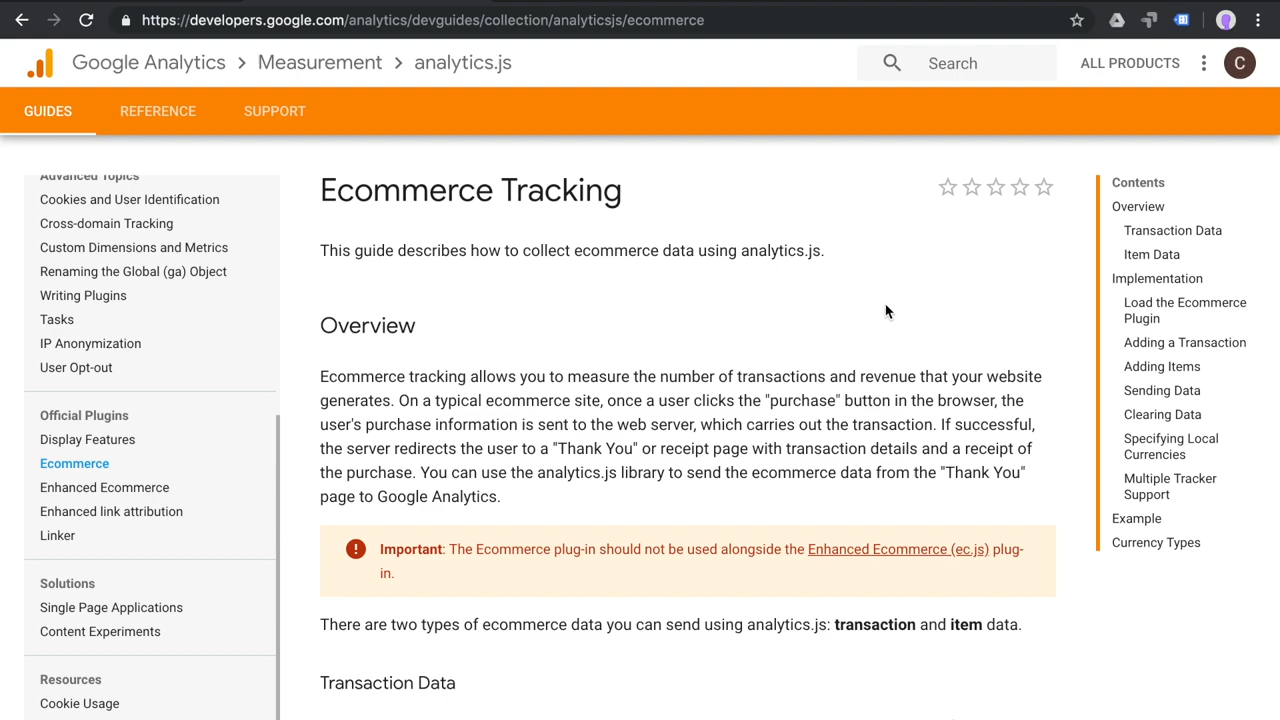 https://developers.google.com/analytics/devguides/collection/analyticsjs/ecommerce
Google Analytics > Measurement > analytics.js
Search
ALL PRODUCTS
C
GUIDES
REFERENCE
SUPPORT
Advanced Topics
Cookies and User Identification
Cross-domain Tracking
Custom Dimensions and Metrics
Renaming the Global (ga) Object
Writing Plugins
Tasks
IP Anonymization
User Opt-out
Official Plugins
Display Features
Ecommerce
Enhanced Ecommerce
Enhanced link attribution
Linker
Solutions
Single Page Applications
Content Experiments
Resources
Cookie Usage
Ecommerce Tracking
This guide describes how to collect ecommerce data using analytics.js.
Overview
Ecommerce tracking allows you to measure the number of transactions and revenue that your website
generates. On a typical ecommerce site, once a user clicks the "purchase" button in the browser, the
user's purchase information is sent to the web server, which carries out the transaction. If successful,
the server redirects the user to a "Thank You" or receipt page with transaction details and a receipt of
the purchase. You can use the analytics.js library to send the ecommerce data from the "Thank You"
page to Google Analytics.
Important: The Ecommerce plug-in should not be used alongside the Enhanced Ecommerce (ec.js) plug-
in.
There are two types of ecommerce data you can send using analytics.js: transaction and item data.
Transaction Data
Contents
Overview
Transaction Data
Item Data
Implementation
Load the Ecommerce
Plugin
Adding a Transaction
Adding Items
Sending Data
Clearing Data
Specifying Local
Currencies
Multiple Tracker
Support
Example
Currency Types